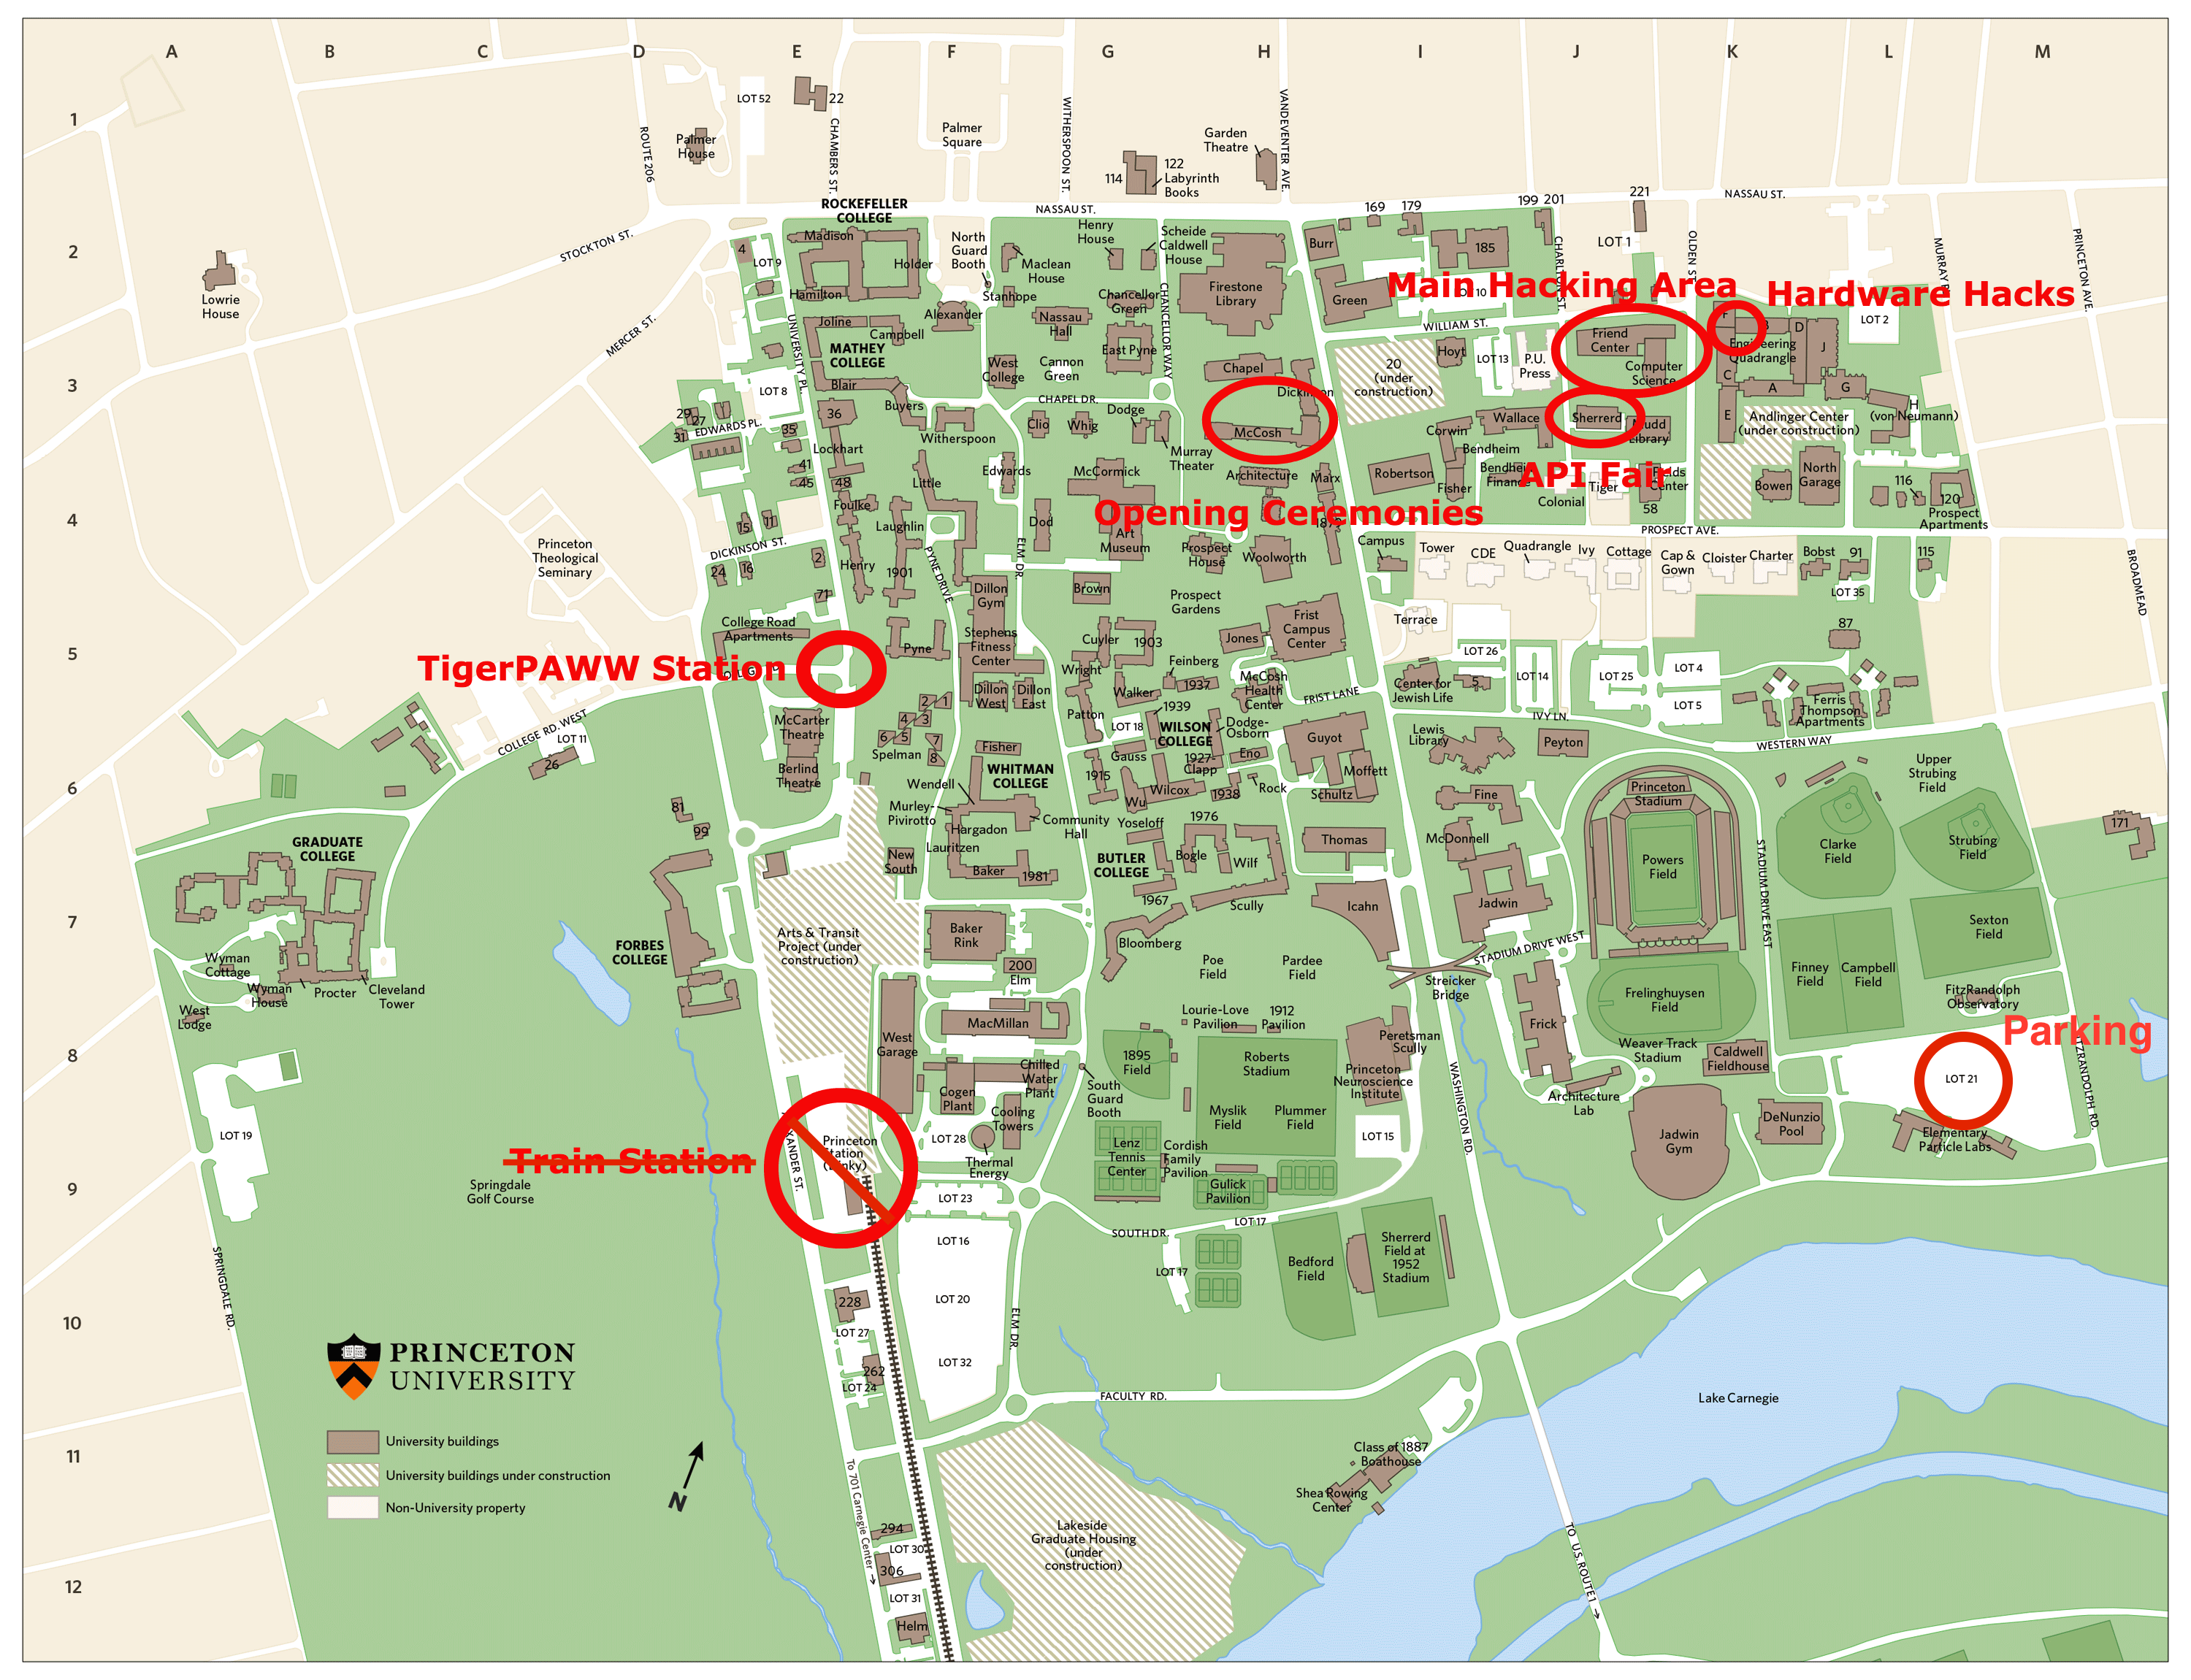 A B C D E F G H I J K L M
1
2
3
4
5
6
7
8
9
10
11
12
LOT 52
22
Palmer
House
ROUTE 206
CHAMBERS ST.
Palmer
Square
WITHERSPOON ST.
Garden
Theatre
VANDEVENTER AVE.
114
122
Labyrinth
Books
ROCKEFELLER
COLLEGE
NASSAU ST.
169
179
199
201
221
NASSAU ST.
STOCKTON ST.
Lowrie
House
4
LOT 9
Madison
Holder
Hamilton
North
Guard
Booth
Maclean
House
Stanhope
Henry
House
Scheide
Caldwell
House
Burr
185
LOT 1
CHARLTON ST.
MURRAY
PRINCETON AVE.
Firestone
Library
Green
Main Hacking Area
Hardware Hacks
LOT 2
MERCER ST.
UNIVERSITY PL.
Joline
Campbell
MATHEY
COLLEGE
Blair
Alexander
Nassau
Hall
Chancellor
Green
East Pyne
CHANCELLOR WAY
West
College
Cannon
Green
Chapel
WILLIAM ST.
20
(under
construction)
Hoyt
LOT 13
P.U.
Press
Friend
Center
Computer
Science
Engineering
Quadrangle
D
J
C
A
G
E
H
(von Neumann)
Andlinger Center
(under construction)
LOT 8
29
27
31
EDWARDS PL.
35
36
Buyers
Witherspoon
CHAPEL DR.
Clio
Whig
Dodge
Murray
Theater
McCosh
Wallace
Sherrerd
Mudd
Library
Corwin
Bendheim
Lockhart
41
45
48
Little
Edwards
McCormick
Architecture
Marx
Robertson
Fisher
API Fair
Colonial
Tiger
58
Bowen
North
Garage
116
120
Prospect
Apartments
Opening Ceremonies
Foulke
Laughlin
Dod
Art
Museum
Prospect
House
Woolworth
PROSPECT AVE.
15
11
DICKINSON ST.
Princeton
Theological
Seminary
24
16
2
71
Henry
1901
PYNE DRIVE
ELM DR.
Dillon
Gym
Brown
Prospect
Gardens
Campus
Tower
CDE
Quadrangle
Ivy
Cottage
Cap &
Gown
Cloister
Charter
Bobst
91
115
LOT 35
BROADMEAD
College Road
Apartments
Pyne
Stephens
Fitness
Center
Cuyler
1903
Jones
Frist
Campus
Center
Terrace
87
TigerPAWW Station
Wright
Feinberg
1937
McCosh
Health
Center
FRIST LANE
Center for
Jewish Life
LOT 26
5
LOT 14
LOT 25
LOT 4
LOT 5
Ferris
Thompson
Apartments
McCarter
Theatre
Berlind
Theatre
2
1
4
3
6
5
7
8
Spelman
Dillon
West
Dillon
East
Patton
Walker
1939
LOT 18
WILSON
COLLEGE
Dodge-
Osborn
Guyot
Lewis
Library
IVY LN.
Peyton
WESTERN WAY
COLLEGE RD. WEST
LOT 11
26
Fisher
WHITMAN
COLLEGE
Wendell
Murley-
Pivirotto
Community
Hall
Hargadon
Lauritzen
Baker
1981
Gauss
1915
1927-
Clapp
Eno
Wilcox
Wu
1938
Rock
Moffett
Schultz
Fine
Princeton
Stadium
Upper
Strubing
Field
81
99
Yoseloff
1976
BUTLER
COLLEGE
Bogle
Wilf
Thomas
McDonnell
Powers
Field
Clarke
Field
Strubing
Field
171
GRADUATE
COLLEGE
New
South
1967
Scully
Icahn
Jadwin
STADIUM DRIVE EAST
Wyman
Cottage
Wyman
House
Procter
Cleveland
Tower
West
Lodge
FORBES
COLLEGE
Arts & Transit
Project (under
construction)
Baker
Rink
200
Elm
Bloomberg
Poe
Field
Pardee
Field
STADIUM DRIVE WEST
Streicker
Bridge
Sexton
Field
Finney
Field
Campbell
Field
FitzRandolph
Observatory
Frelinghuysen
Field
West
Garage
MacMillan
Lourie-Love
Pavilion
1912
Pavilion
Peretsman
Scully
Frick
Weaver Track
Stadium
Caldwell
Fieldhouse
Parking
LOT 21
Cogen
Plant
Chilled
Water
Plant
Cooling
Towers
South
Guard
Booth
1895
Field
Roberts
Stadium
Myslik
Field
Plummer
Field
Princeton
Neuroscience
Institute
LOT 15
WASHINGTON RD.
Architecture
Lab
Jadwin
Gym
DeNunzio
Pool
Elementary
Particle Labs
LOT 19
Train Station
Princeton
Station
LOT 28
Thermal
Energy
Lenz
Tennis
Center
Cordish
Family
Pavilion
Gulick
Pavilion
Springdale
Golf Course
LOT 23
LOT 16
SOUTH DR.
LOT 17
LOT 17
Bedford
Field
Sherrerd
Field at
1952
Stadium
SPRINGDALE RD.
228
LOT 27
262
LOT 24
LOT 20
LOT 32
ELM DR.
FACULTY RD.
Lake Carnegie
PRINCETON
UNIVERSITY
University buildings
University buildings under construction
Non-University property
N
To 701 Carnegie Center
Class of 1887
Boathouse
Shea Rowing
Center
294
LOT 30
306
LOT 31
Helm
Lakeside
Graduate Housing
(under
construction)
TO U.S. ROUTE 1